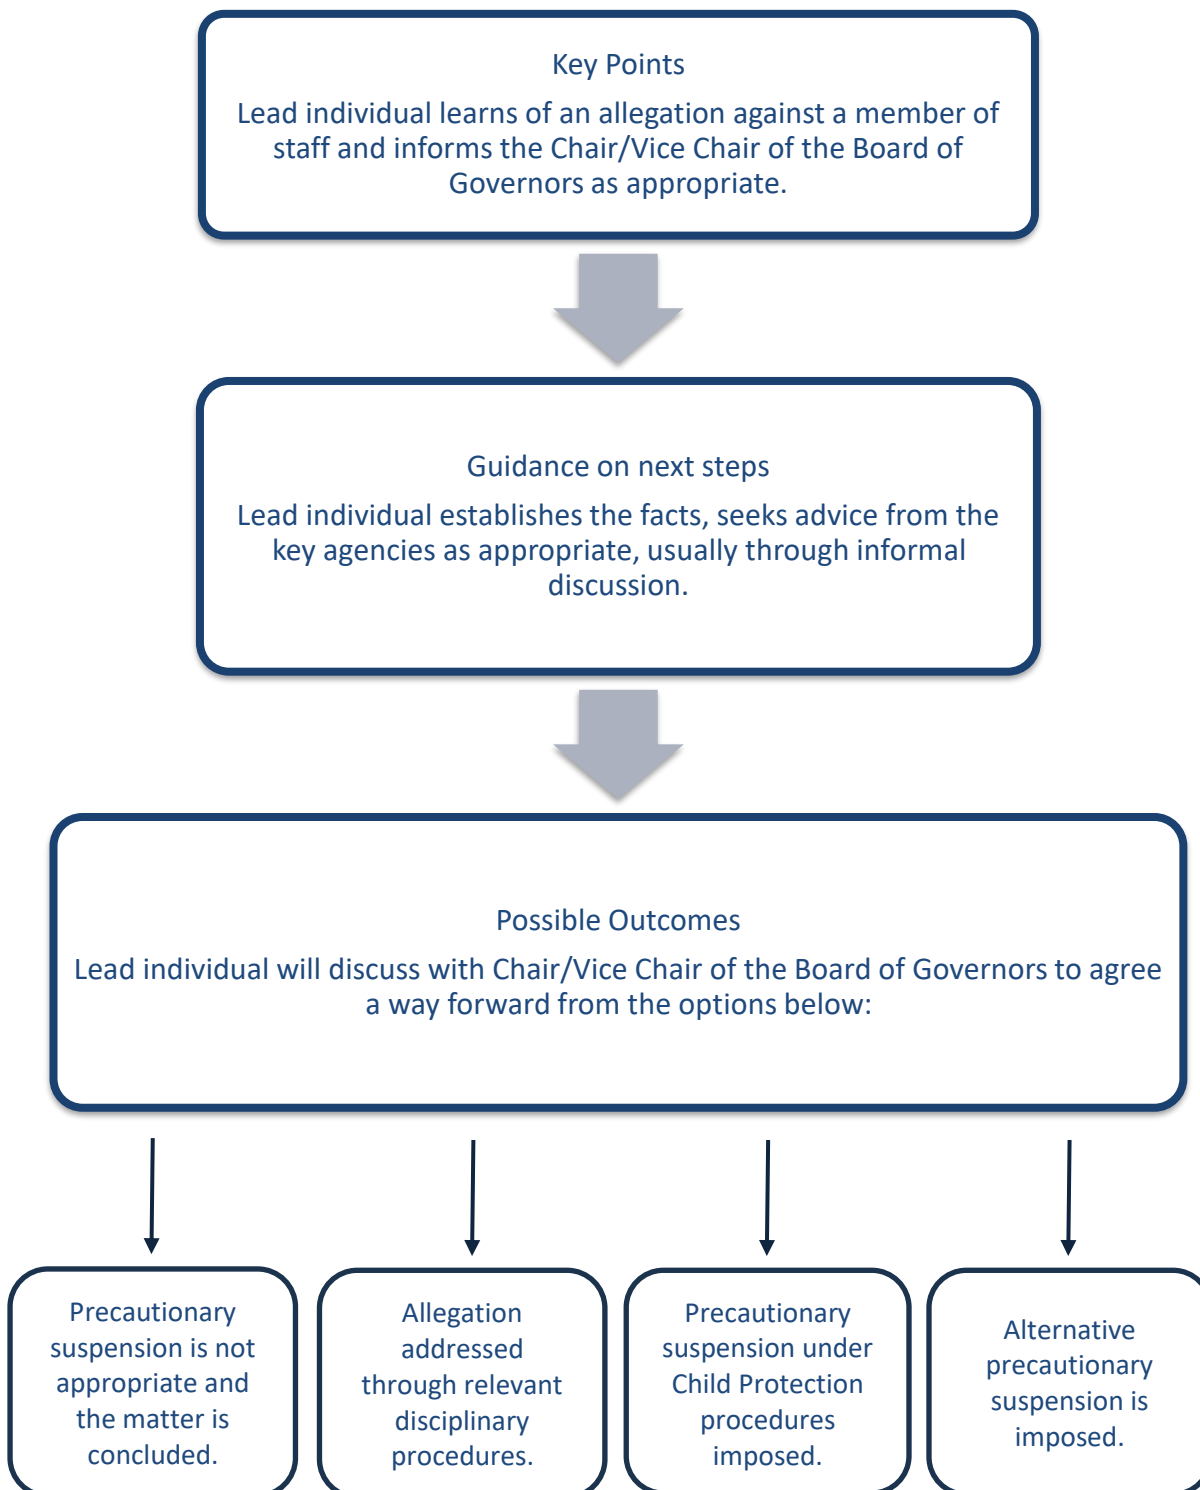 Key Points
Lead individual learns of an allegation against a member of
staff and informs the Chair/Vice Chair of the Board of
Governors as appropriate.
Guidance on next steps
Lead individual establishes the facts, seeks advice from the
key agencies as appropriate, usually through informal
discussion.
Possible Outcomes
Lead individual will discuss with Chair/Vice Chair of the Board of Governors to agree
a way forward from the options below:
Precautionary
suspension is not
appropriate and
the matter is
concluded.
Allegation
addressed
through relevant
disciplinary
procedures.
Precautionary
suspension under
Child Protection
procedures
imposed.
Alternative
precautionary
suspension is
imposed.